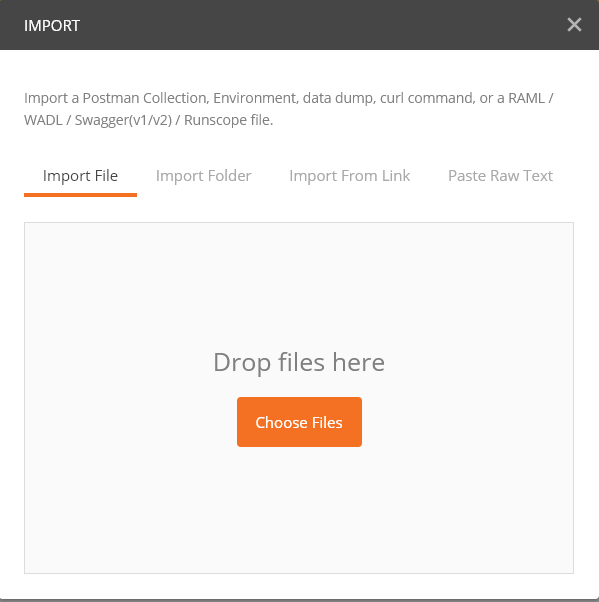 IMPORT
Import a Postman Collection, Environment, data dump, curl command, or a RAML /
WADL / Swagger(v1/v2) / Runscope file.
Import File Import Folder Import From Link Paste Raw Text
Drop files here
Choose Files